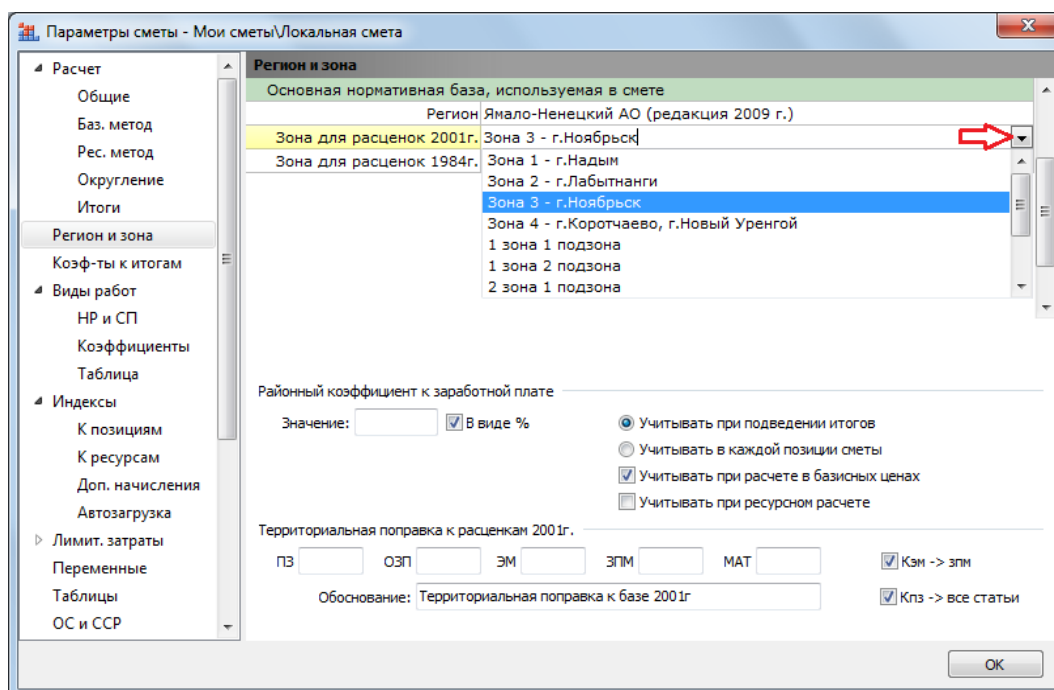 Параметры сметы - Мои сметы\Локальная смета
Расчет
Общие
Баз. метод
Рес. метод
Округление
Итоги
Регион и зона
Коэф-ты к итогам
Виды работ
НР и СП
Коэффициенты
Таблица
Индексы
К позициям
К ресурсам
Доп. начисления
Автозагрузка
Лимит. затраты
Переменные
Таблицы
ОС и ССР
Регион и зона
Основная нормативная база, используемая в смете
Регион Ямало-Ненецкий АО (редакция 2009 г.)
Зона для расценок 2001г. Зона 3 - г.Ноябрьск
Зона для расценок 1984г.
Зона 1 - г.Надым
Зона 2 - г.Лабытнанги
Зона 3 - г.Ноябрьск
Зона 4 - г.Коротчаево, г.Новый Уренгой
1 зона 1 подзона
1 зона 2 подзона
2 зона 1 подзона
Районный коэффициент к заработной плате
Значение: В виде %
Учитывать при подведении итогов
Учитывать в каждой позиции сметы
Учитывать при расчете в базисных ценах
Учитывать при ресурсном расчете
Территориальная поправка к расценкам 2001г.
ПЗ ОЗП ЭМ ЗПМ МАТ Кэм -> зпм
Обоснование: Территориальная поправка к базе 2001г Кпз -> все статьи
OK